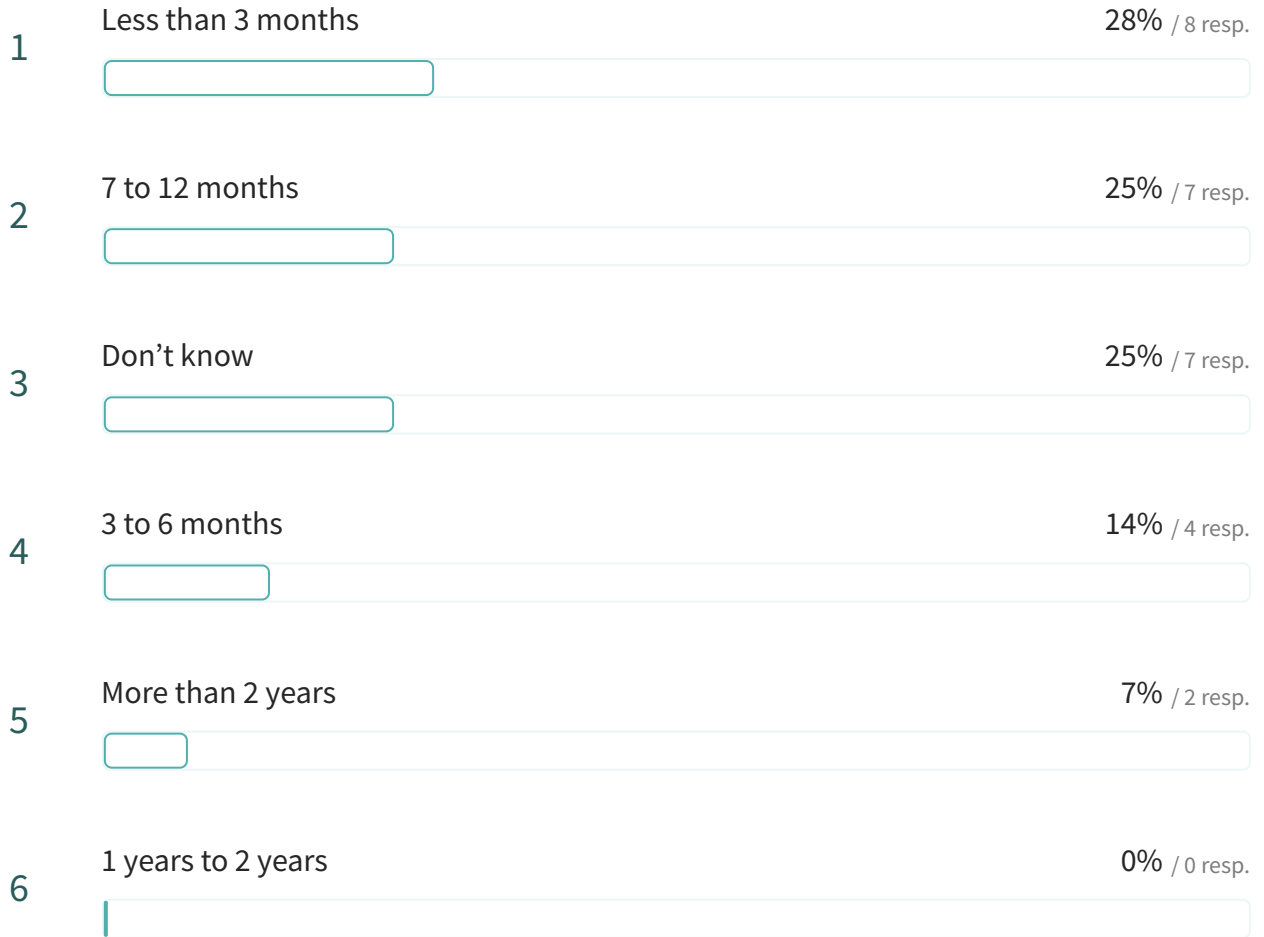 1 Less than 3 months 28% / 8 resp.
2 7 to 12 months 25% / 7 resp.
3 Don’t know 25% / 7 resp.
4 3 to 6 months 14% / 4 resp.
5 More than 2 years 7% / 2 resp.
6 1 years to 2 years 0% / 0 resp.